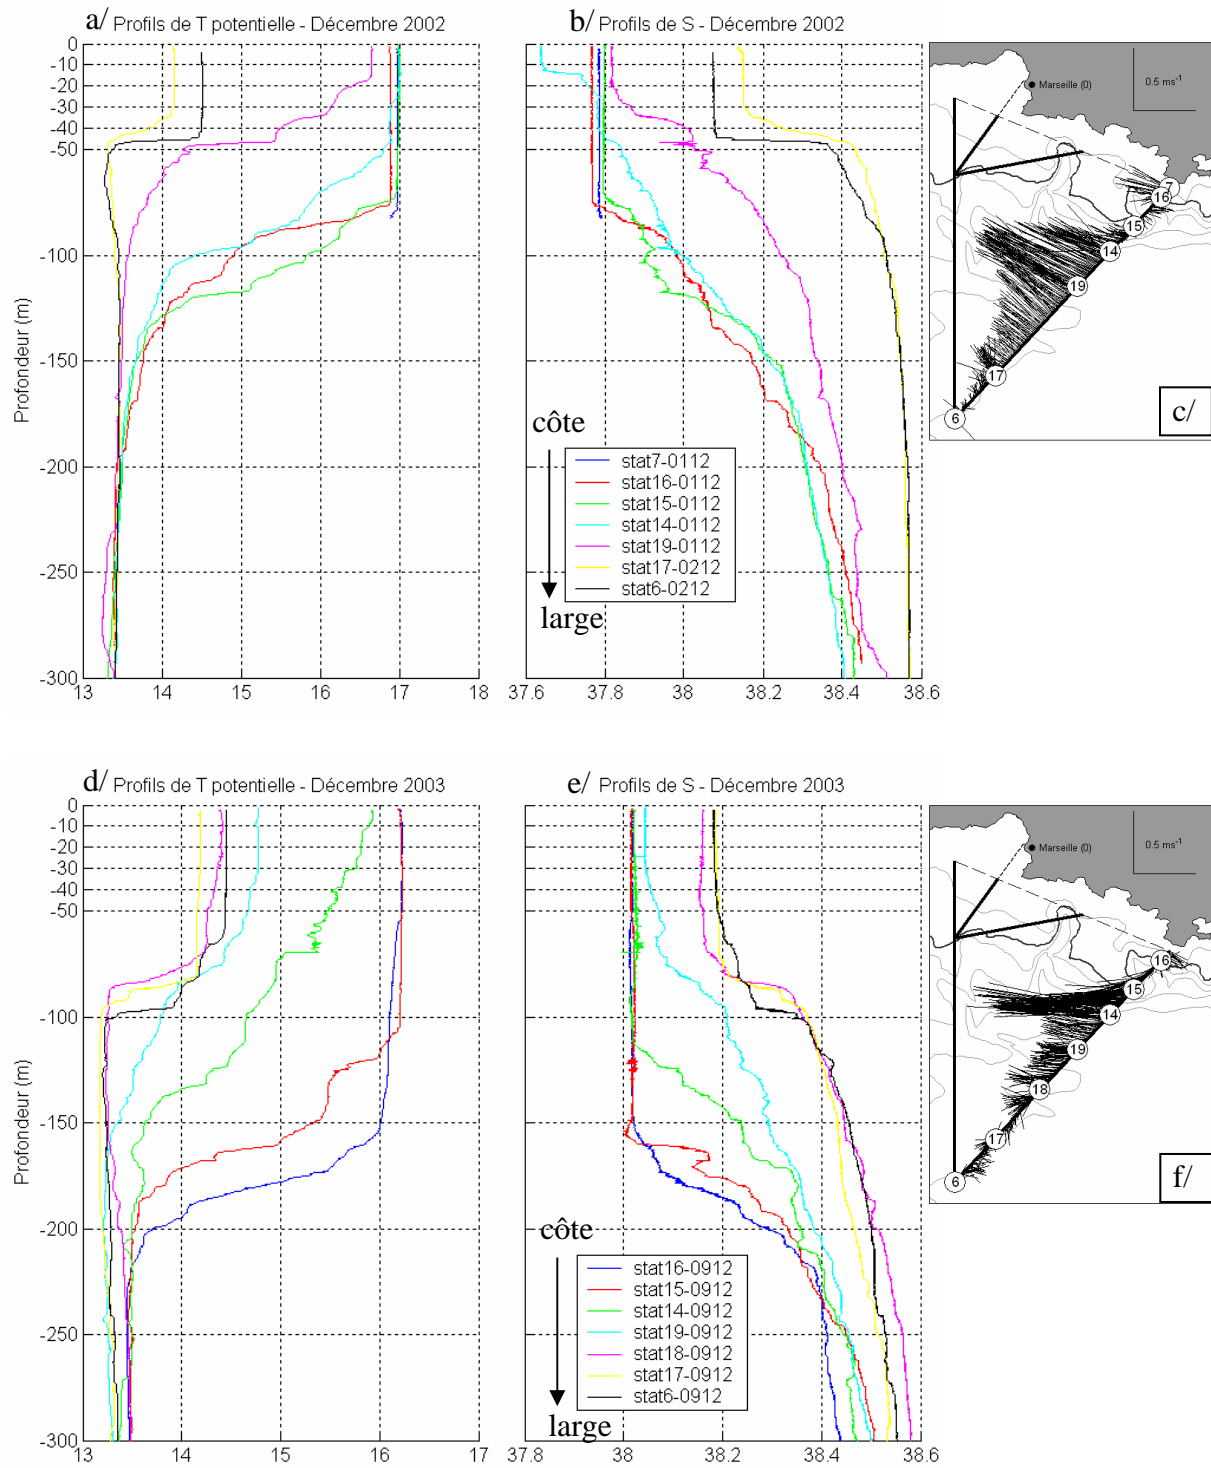 a/ Profils de T potentielle - Décembre 2002
b/ Profils de S - Décembre 2002
0
-10
-20
-30
-40
-50
-100
-150
-200
-250
-300
Profondeur (m)
13 14 15 16 17 18
37.6 37.8 38 38.2 38.4 38.6
côte
large
stat7-0112
stat16-0112
stat15-0112
stat14-0112
stat19-0112
stat17-0212
stat6-0212
Marseille (0)
0.5 ms-1
7
16
15
14
19
17
6
c/
d/ Profils de T potentielle - Décembre 2003
e/ Profils de S - Décembre 2003
0
-10
-20
-30
-40
-50
-100
-150
-200
-250
-300
Profondeur (m)
13 14 15 16 17
37.8 38 38.2 38.4 38.6
côte
large
stat16-0912
stat15-0912
stat14-0912
stat19-0912
stat18-0912
stat17-0912
stat6-0912
Marseille (0)
0.5 ms-1
16
15
14
19
18
17
6
f/